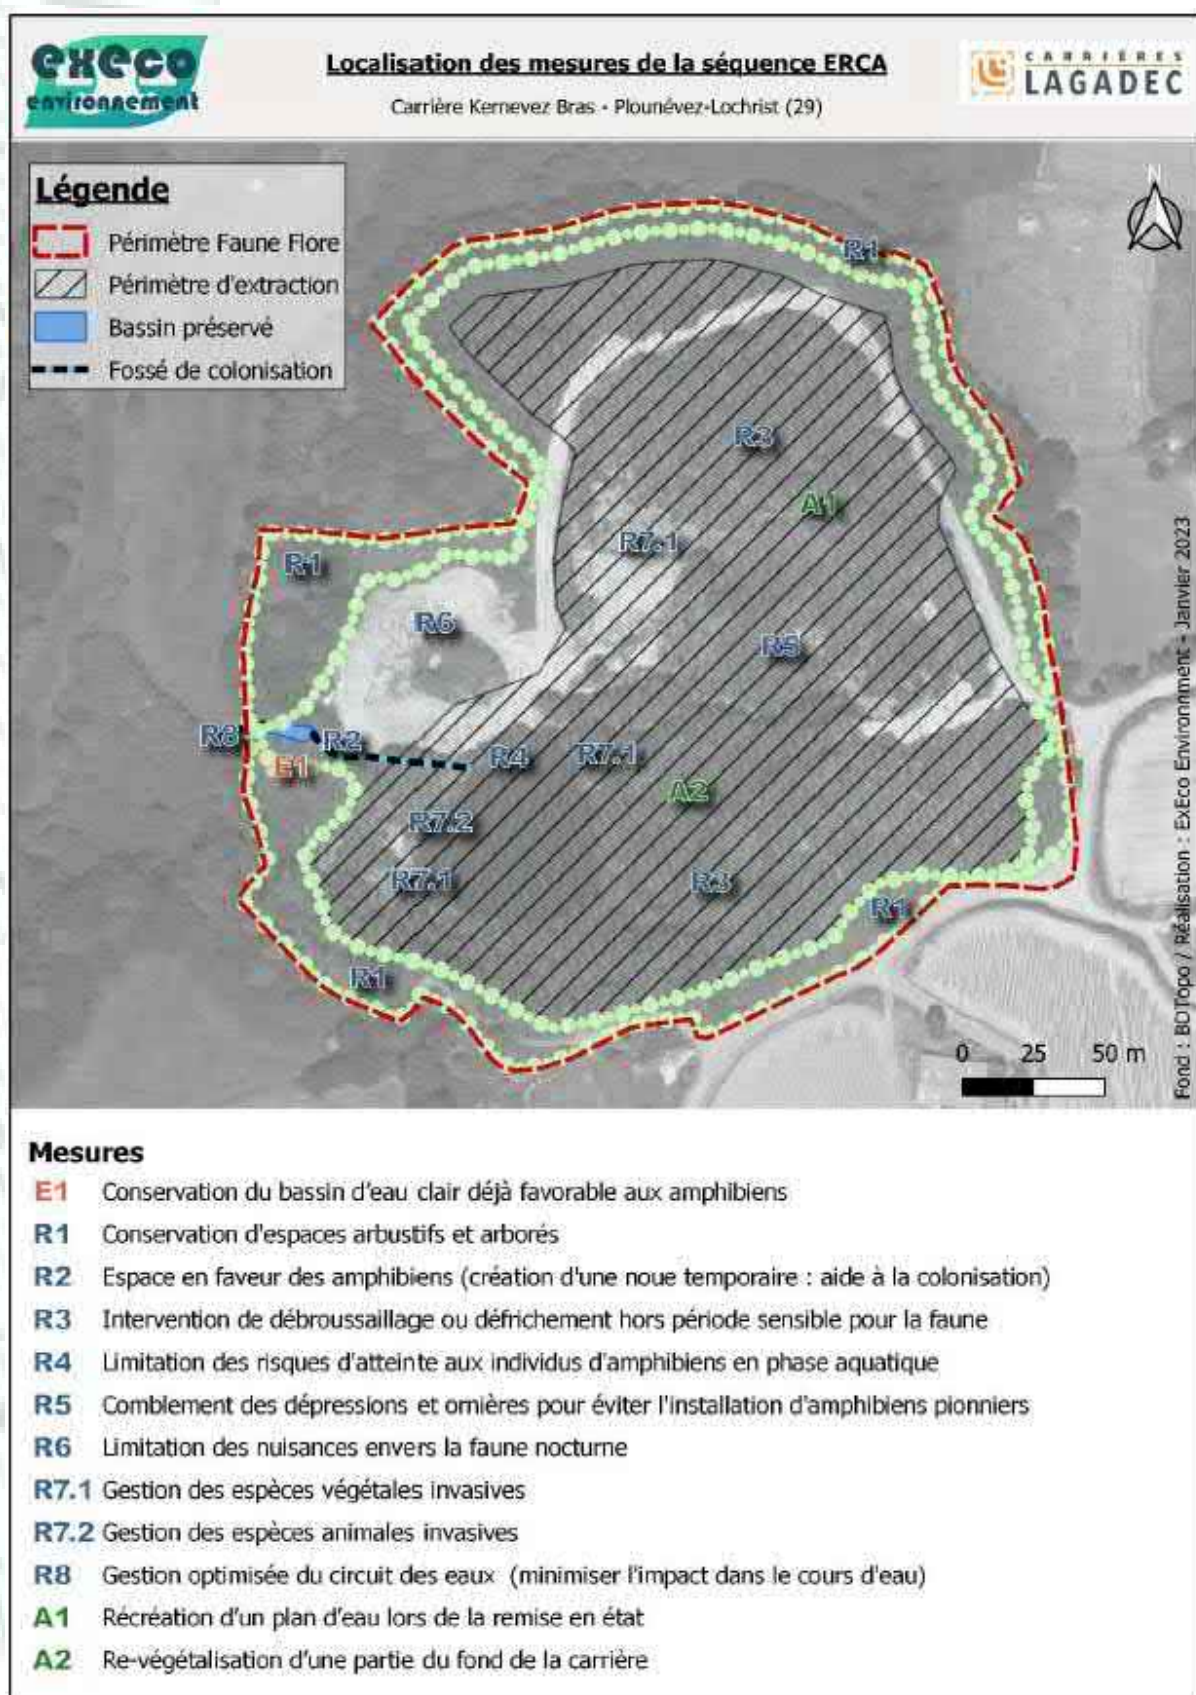 execo
environnement
Localisation des mesures de la séquence ERCA
Carrière Kernevez Bras - Plounévez-Lochrist (29)
CARRIÈRES
LAGADEC
Légende
Périmètre Faune Flore
Périmètre d'extraction
Bassin préservé
Fossé de colonisation
N
R1
R3
A1
R7.1
R1
R6
R5
R8
R2
E1
R4
R7.1
A2
R7.2
R7.1
R3
R1
R1
0 25 50 m
Fond : BDTopo / Réalisation : ExEco Environnment - Janvier 2023
Mesures
E1 Conservation du bassin d'eau clair déjà favorable aux amphibiens
R1 Conservation d'espaces arbustifs et arborés
R2 Espace en faveur des amphibiens (création d'une noue temporaire : aide à la colonisation)
R3 Intervention de débroussaillage ou défrichement hors période sensible pour la faune
R4 Limitation des risques d'atteinte aux individus d'amphibiens en phase aquatique
R5 Comblement des dépressions et ornières pour éviter l'installation d'amphibiens pionniers
R6 Limitation des nuisances envers la faune nocturne
R7.1 Gestion des espèces végétales invasives
R7.2 Gestion des espèces animales invasives
R8 Gestion optimisée du circuit des eaux (minimiser l'impact dans le cours d'eau)
A1 Récréation d'un plan d'eau lors de la remise en état
A2 Re-végétalisation d'une partie du fond de la carrière